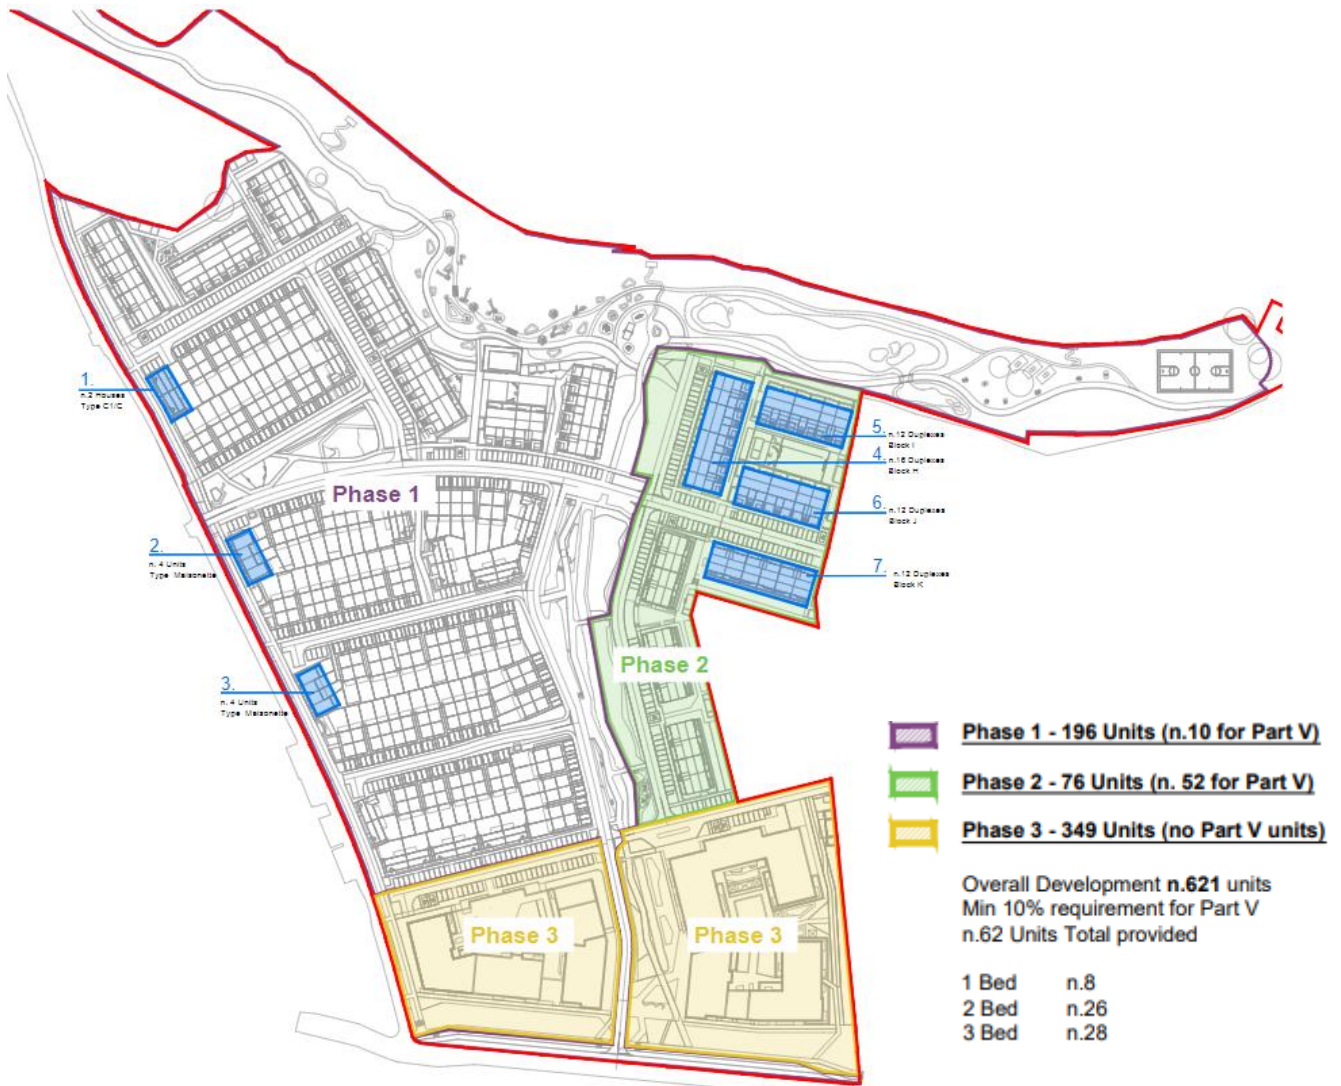 1.
n.2 Houses
Type C1/C
Phase 1
5.
n.12 Duplexes
Block I
4.
n.16 Duplexes
Block H
6.
n.12 Duplexes
Block J
2.
n. 4 Units
Type Maisonette
7.
n.12 Duplexes
Block K
Phase 2
3.
n. 4 Units
Type Maisonette
Phase 1 - 196 Units (n.10 for Part V)
Phase 2 - 76 Units (n. 52 for Part V)
Phase 3 - 349 Units (no Part V units)
Overall Development n.621 units
Min 10% requirement for Part V
n.62 Units Total provided
Phase 3
Phase 3
1 Bed n.8
2 Bed n.26
3 Bed n.28